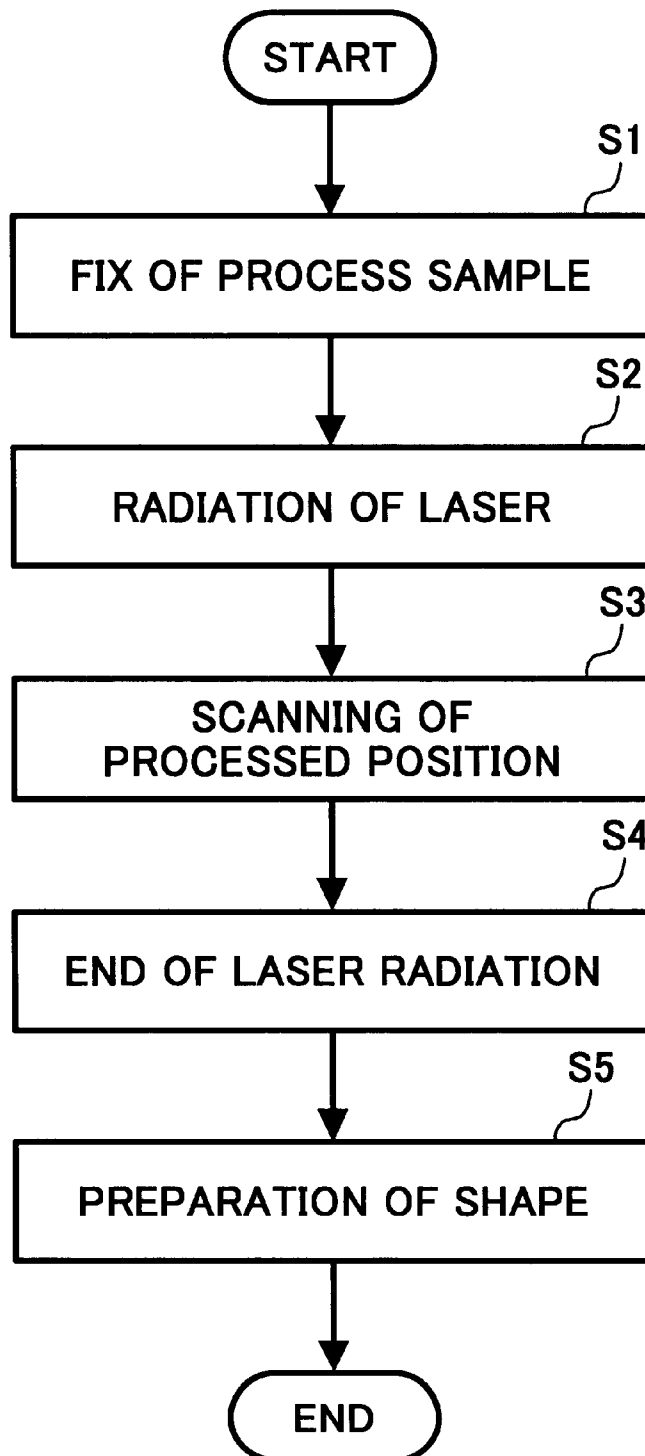 START
S1
FIX OF PROCESS SAMPLE
S2
RADIATION OF LASER
S3
SCANNING OF
PROCESSED POSITION
S4
END OF LASER RADIATION
S5
PREPARATION OF SHAPE
END